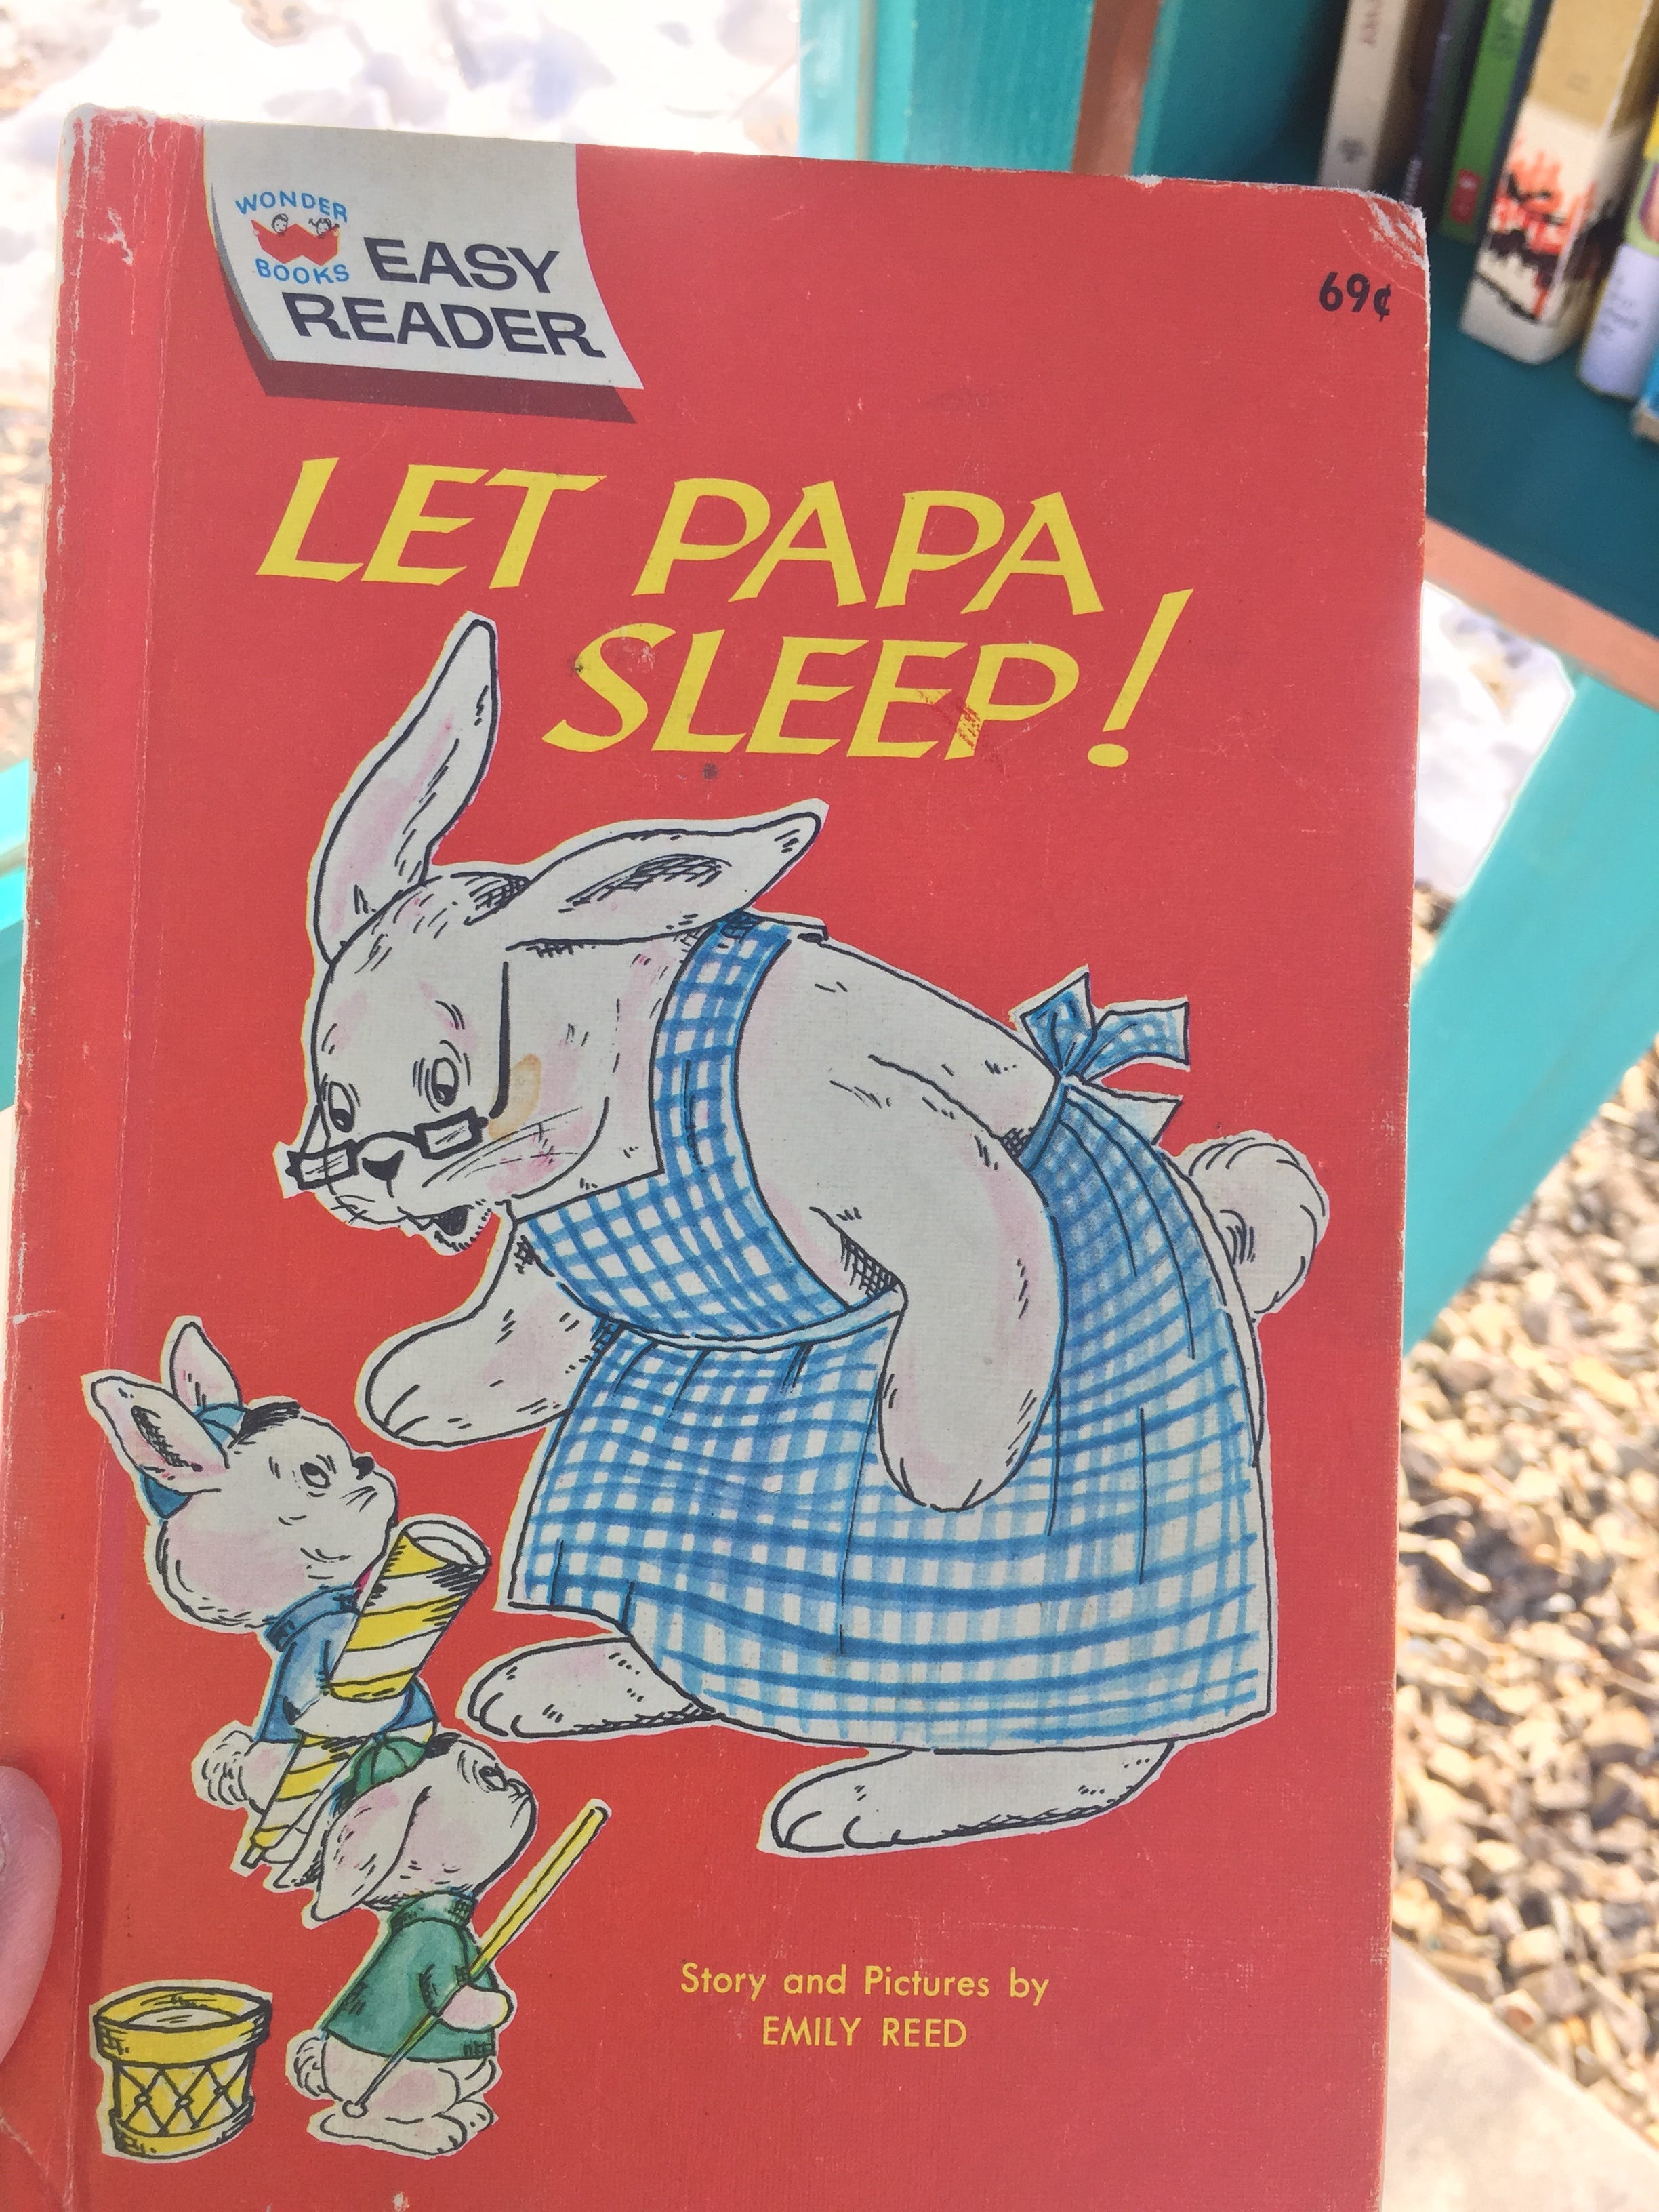 WONDER
BOOKS
EASY
READER
69¢
LET PAPA
SLEEP!
Story and Pictures by
EMILY REED